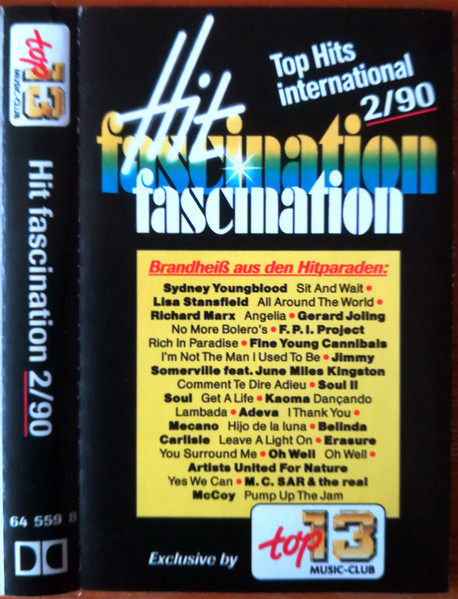 top
13
MUSIC-CLUB
Hit fascination 2/90
64 559 8
Hit
fascination
fascination
Top Hits
international
2/90
Brandheiß aus den Hitparaden:
Sydney Youngblood Sit And Wait •
Lisa Stansfield All Around The World •
Richard Marx Angelia • Gerard Joling
No More Bolero's • F. P. I. Project
Rich In Paradise • Fine Young Cannibals
I'm Not The Man I Used To Be • Jimmy
Somerville feat. June Miles Kingston
Comment Te Dire Adieu • Soul II
Soul Get A Life • Kaoma Dançando
Lambada • Adeva I Thank You •
Mecano Hijo de la luna • Belinda
Carlisle Leave A Light On • Erasure
You Surround Me • Oh Well Oh Well •
Artists United For Nature
Yes We Can • M. C. SAR & the real
McCoy Pump Up The Jam
Exclusive by
top
13
MUSIC-CLUB